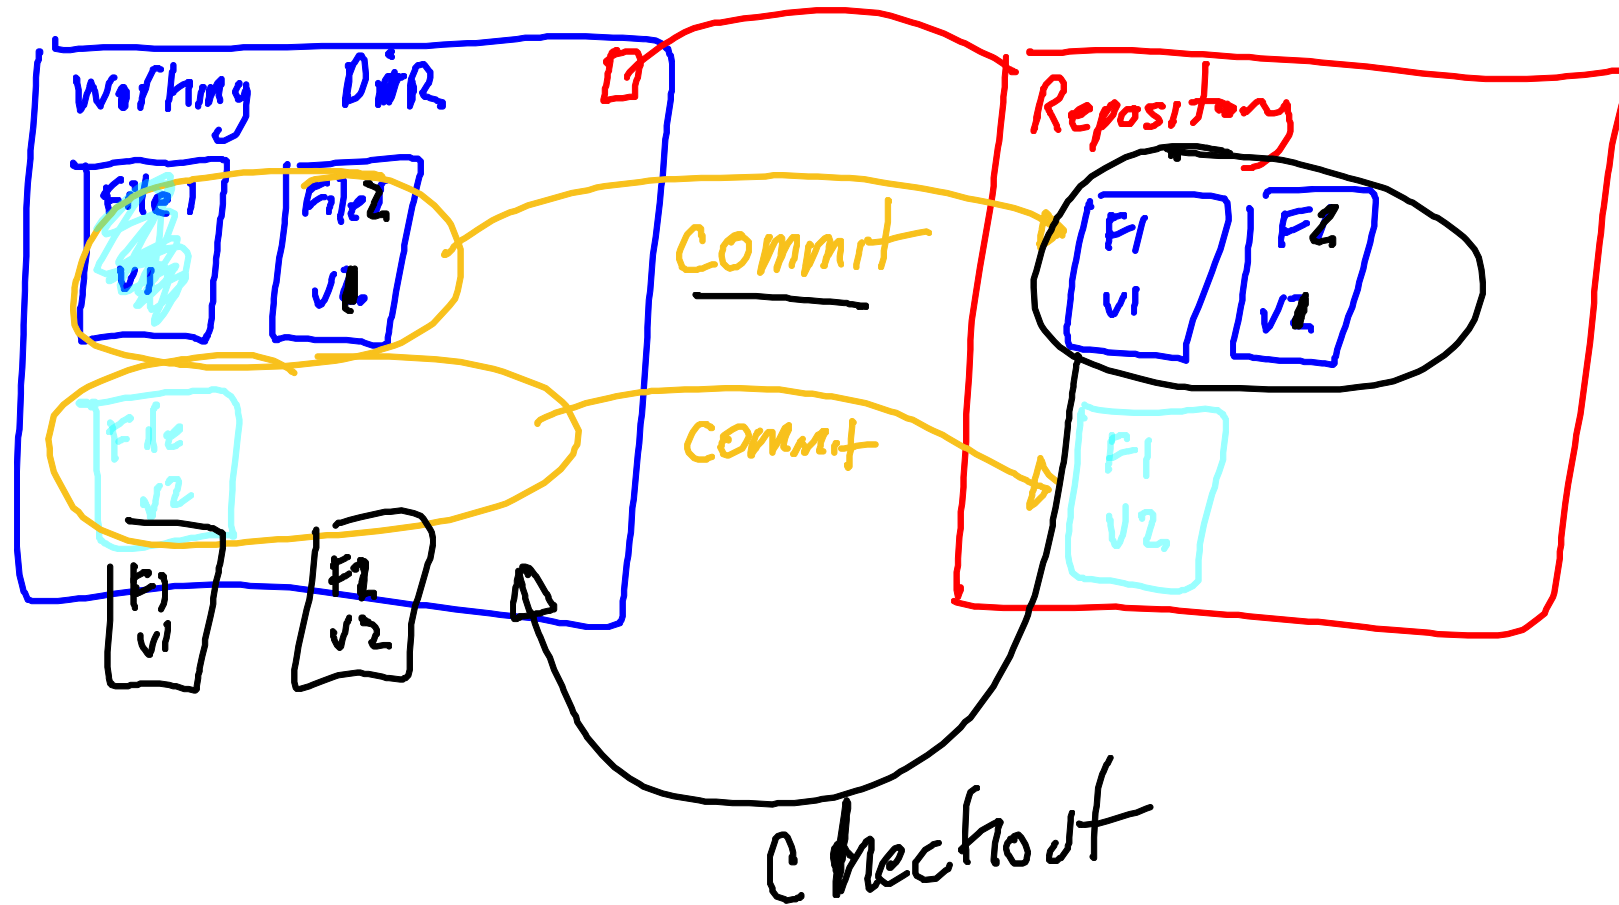 Working DIR
Repository
File1
v1
File2
commit
F1
v1
F2
v2
File
v2
commit
F1
v2
F1
v1
F2
v2
checkout